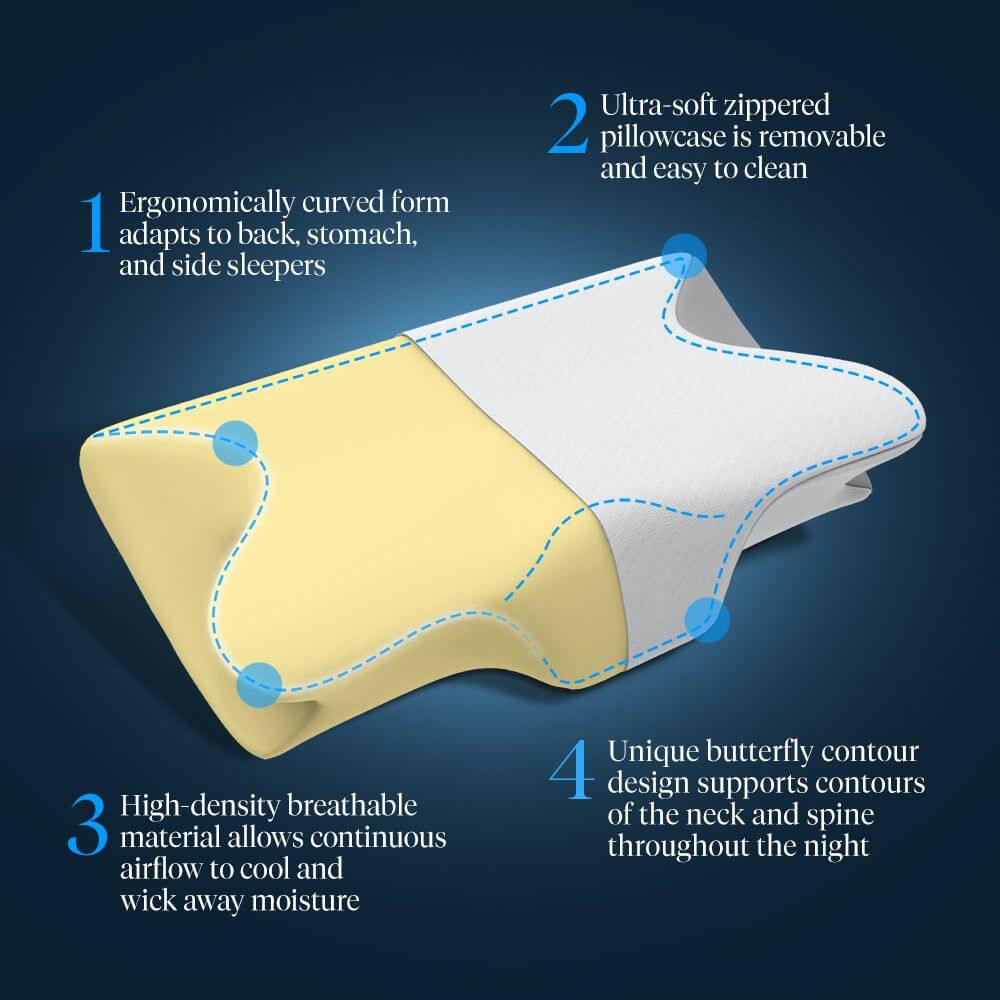 1
Ergonomically curved form
adapts to back, stomach,
and side sleepers
2
Ultra-soft zippered
pillowcase is removable
and easy to clean
3
High-density breathable
material allows continuous
airflow to cool and
wick away moisture
4
Unique butterfly contour
design supports contours
of the neck and spine
throughout the night